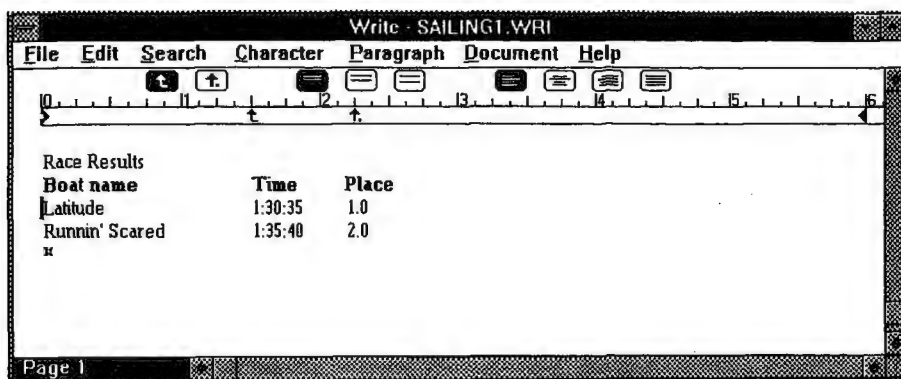 Write - SAILING1.WRI
File Edit Search Character Paragraph Document Help
0 1 2 3 4 5 6
Race Results
Boat name Time Place
Latitude 1:30:35 1.0
Runnin' Scared 1:35:40 2.0
Page 1